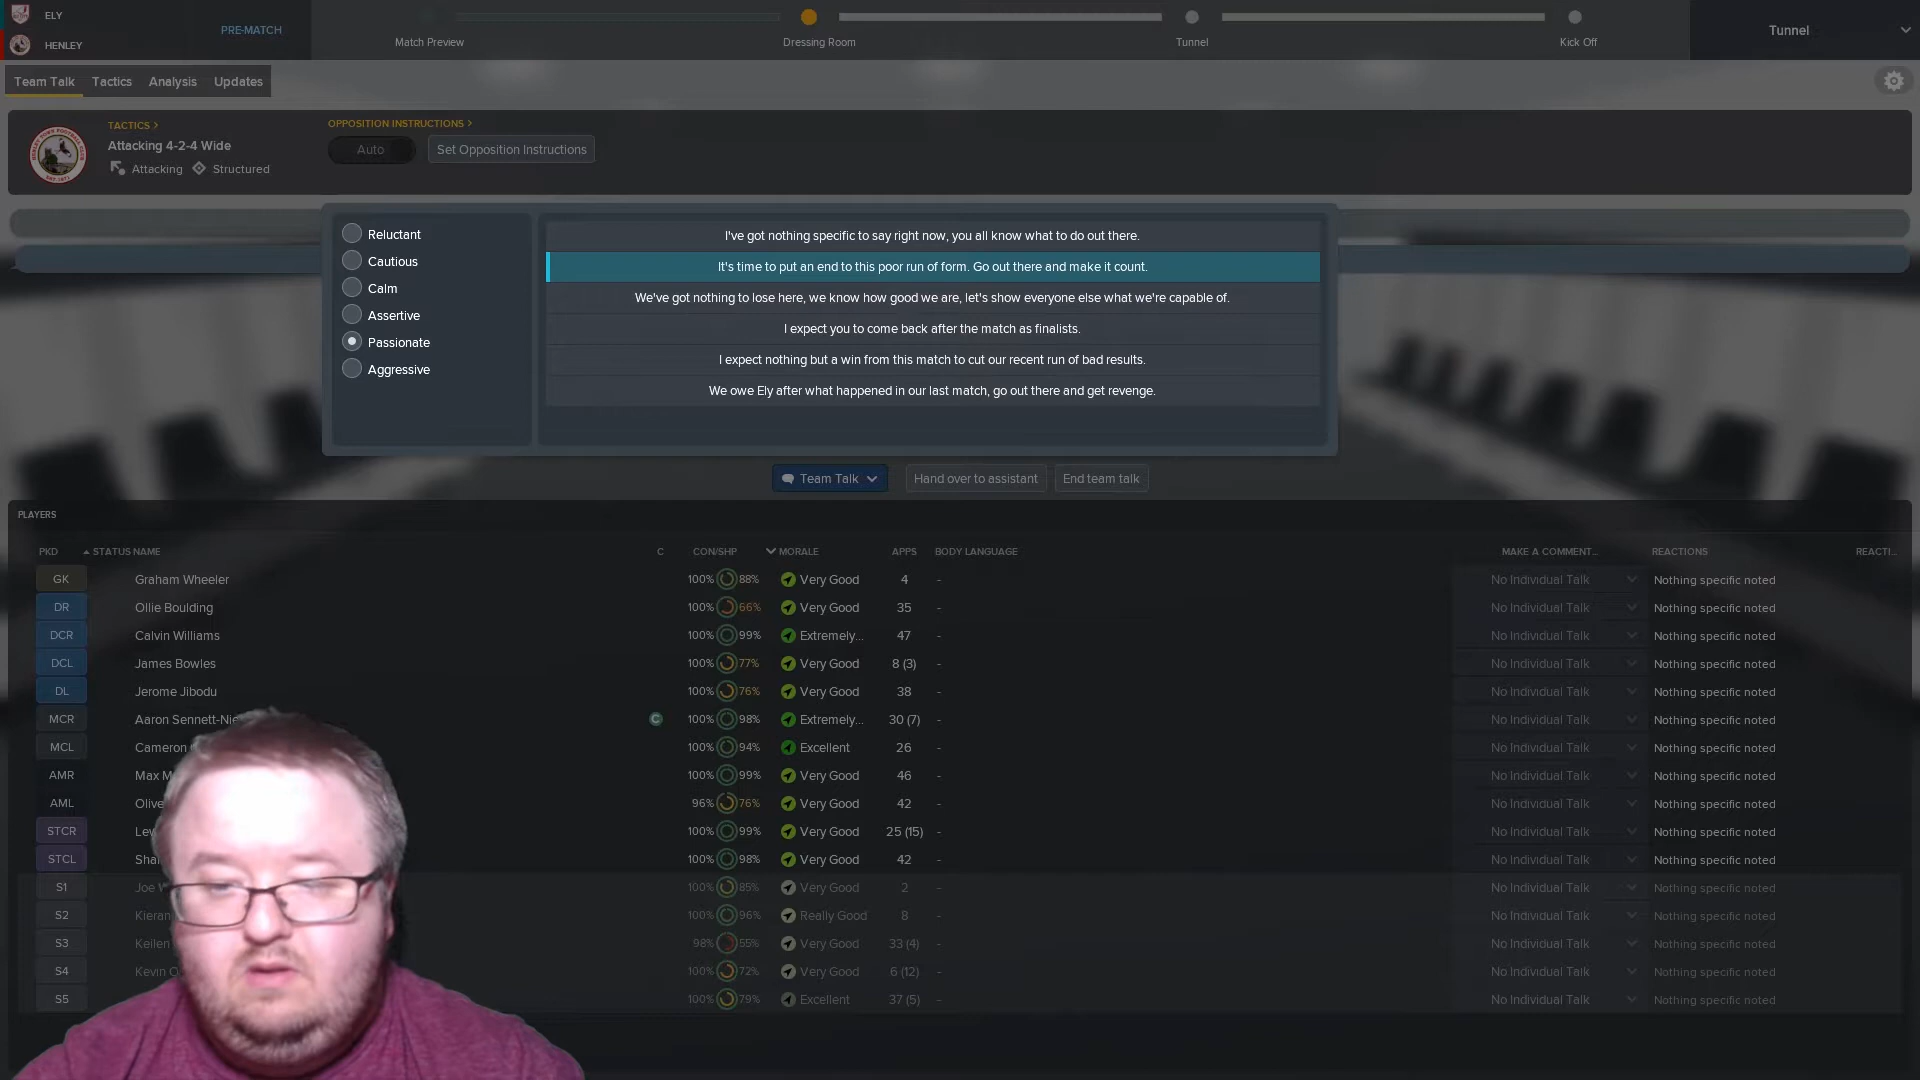 ELY
HENLEY
PRE-MATCH
Match Preview
Dressing Room
Tunnel
Kick Off
Tunnel
Team Talk Tactics Analysis Updates
TACTICS >
Attacking 4-2-4 Wide
Attacking Structured
OPPOSITION INSTRUCTIONS >
Auto Set Opposition Instructions
Reluctant
Cautious
Calm
Assertive
Passionate
Aggressive
I've got nothing specific to say right now, you all know what to do out there.
It's time to put an end to this poor run of form. Go out there and make it count.
We've got nothing to lose here, we know how good we are, let's show everyone else what we're capable of.
I expect you to come back after the match as finalists.
I expect nothing but a win from this match to cut our recent run of bad results.
We owe Ely after what happened in our last match, go out there and get revenge.
Team Talk Hand over to assistant End team talk
PLAYERS
PKD STATUS NAME C CON/SHP MORALE APPS BODY LANGUAGE MAKE A COMMENT... REACTIONS REACTI...
GK Graham Wheeler 100% 88% Very Good 4 - No Individual Talk Nothing specific noted
DR Ollie Boulding 100% 66% Very Good 35 - No Individual Talk Nothing specific noted
DCR Calvin Williams 100% 99% Extremely... 47 - No Individual Talk Nothing specific noted
DCL James Bowles 100% 77% Very Good 8 (3) - No Individual Talk Nothing specific noted
DL Jerome Jibodu 100% 76% Very Good 38 - No Individual Talk Nothing specific noted
MCR Aaron Sennett-Nie C 100% 98% Extremely... 30 (7) - No Individual Talk Nothing specific noted
MCL Cameron 100% 94% Excellent 26 - No Individual Talk Nothing specific noted
AMR Max M 100% 99% Very Good 46 - No Individual Talk Nothing specific noted
AML Olive 96% 76% Very Good 42 - No Individual Talk Nothing specific noted
STCR Lew 100% 99% Very Good 25 (15) - No Individual Talk Nothing specific noted
STCL Sha 100% 98% Very Good 42 - No Individual Talk Nothing specific noted
S1 Joe W 100% 85% Very Good 2 - No Individual Talk Nothing specific noted
S2 Kieran 100% 96% Really Good 8 - No Individual Talk Nothing specific noted
S3 Keilen 98% 55% Very Good 33 (4) - No Individual Talk Nothing specific noted
S4 Kevin O 100% 72% Very Good 6 (12) - No Individual Talk Nothing specific noted
S5 100% 79% Excellent 37 (5) - No Individual Talk Nothing specific noted